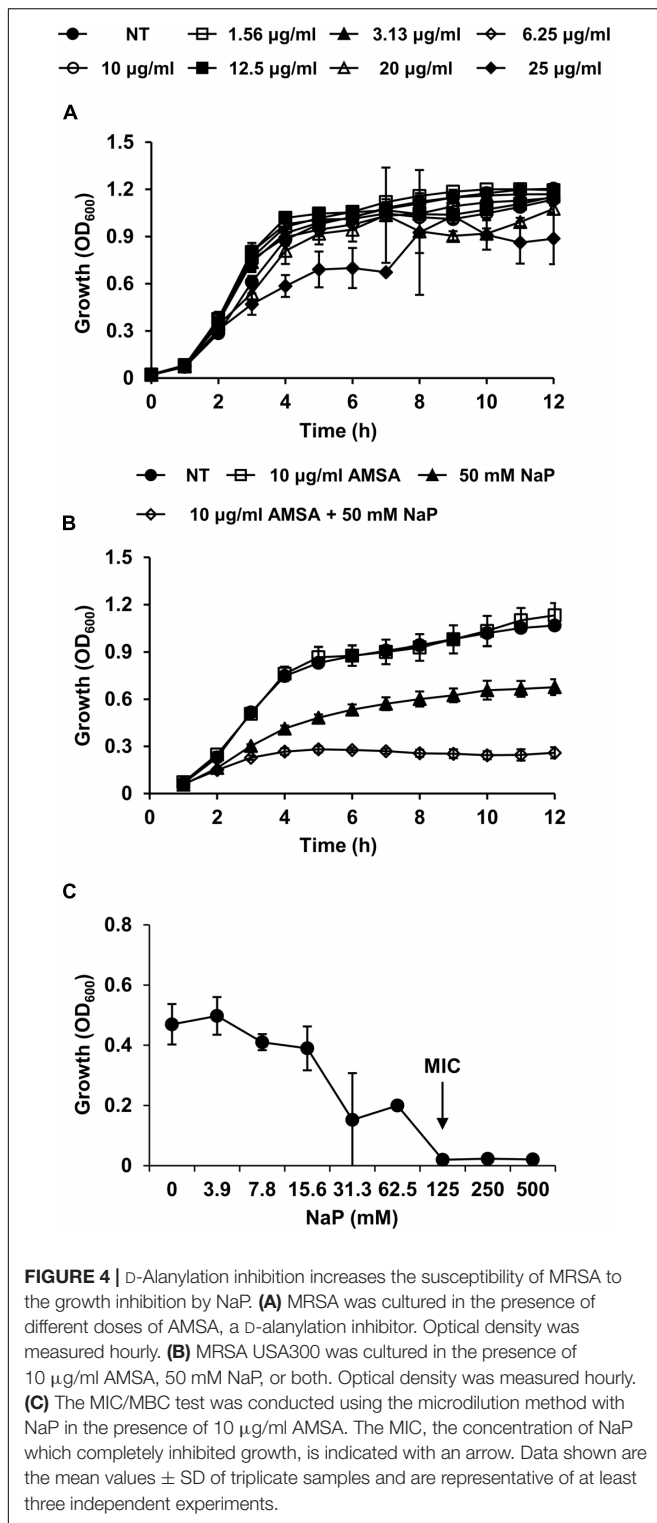 NT 1.56 µg/ml 3.13 µg/ml 6.25 µg/ml
10 µg/ml 12.5 µg/ml 20 µg/ml 25 µg/ml
A
1.5
1.2
0.9
0.6
0.3
0
Growth (OD600)
0 2 4 6 8 10 12
Time (h)
NT 10 µg/ml AMSA 50 mM NaP
10 µg/ml AMSA + 50 mM NaP
B
1.5
1.2
0.9
0.6
0.3
0
Growth (OD600)
0 2 4 6 8 10 12
Time (h)
C
0.8
0.6
0.4
0.2
0
Growth (OD600)
MIC
0 3.9 7.8 15.6 31.3 62.5 125 250 500
NaP (mM)
FIGURE 4 | D-Alanylation inhibition increases the susceptibility of MRSA to
the growth inhibition by NaP. (A) MRSA was cultured in the presence of
different doses of AMSA, a D-alanylation inhibitor. Optical density was
measured hourly. (B) MRSA USA300 was cultured in the presence of
10 µg/ml AMSA, 50 mM NaP, or both. Optical density was measured hourly.
(C) The MIC/MBC test was conducted using the microdilution method with
NaP in the presence of 10 µg/ml AMSA. The MIC, the concentration of NaP
which completely inhibited growth, is indicated with an arrow. Data shown are
the mean values ± SD of triplicate samples and are representative of at least
three independent experiments.